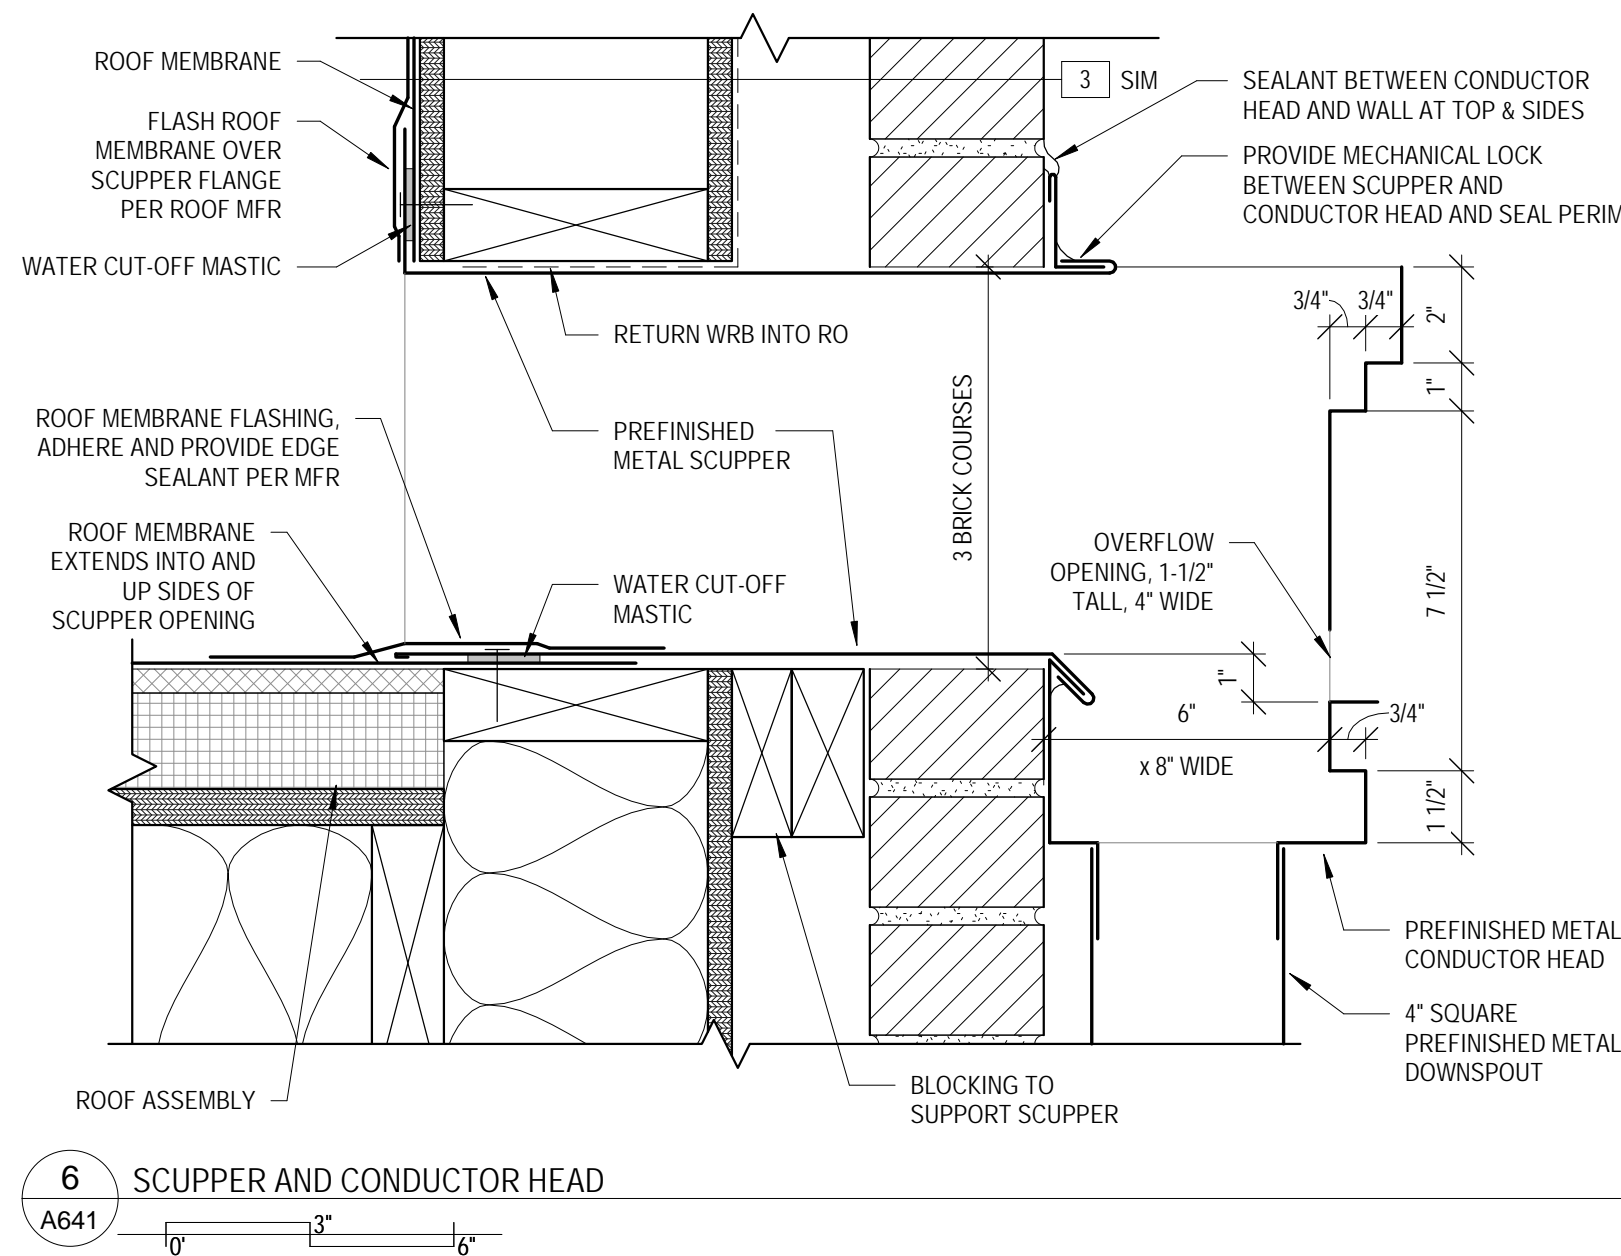 ROOF MEMBRANE
FLASH ROOF
MEMBRANE OVER
SCUPPER FLANGE
PER ROOF MFR
WATER CUT-OFF MASTIC
3 SIM
SEALANT BETWEEN CONDUCTOR
HEAD AND WALL AT TOP & SIDES
PROVIDE MECHANICAL LOCK
BETWEEN SCUPPER AND
CONDUCTOR HEAD AND SEAL PERIM
3/4"
3/4"
2"
1"
RETURN WRB INTO RO
PREFINISHED
METAL SCUPPER
3 BRICK COURSES
ROOF MEMBRANE FLASHING,
ADHERE AND PROVIDE EDGE
SEALANT PER MFR
ROOF MEMBRANE
EXTENDS INTO AND
UP SIDES OF
SCUPPER OPENING
WATER CUT-OFF
MASTIC
OVERFLOW
OPENING, 1-1/2"
TALL, 4" WIDE
7 1/2"
1"
6"
x 8" WIDE
3/4"
1 1/2"
PREFINISHED METAL
CONDUCTOR HEAD
4" SQUARE
PREFINISHED METAL
DOWNSPOUT
ROOF ASSEMBLY
BLOCKING TO
SUPPORT SCUPPER
6
A641
SCUPPER AND CONDUCTOR HEAD
0'
3"
6"